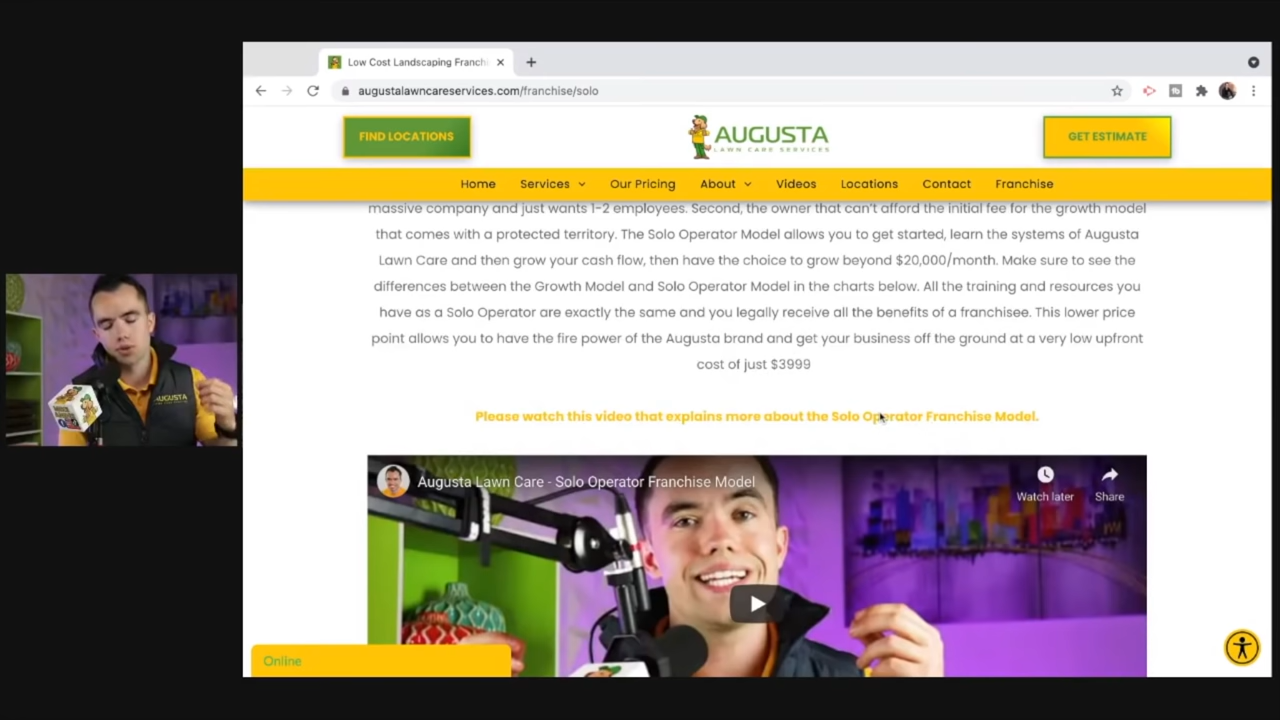 Low Cost Landscaping Franchi
augustalawncareservices.com/franchise/solo
FIND LOCATIONS
AUGUSTA
LAWN CARE SERVICES
GET ESTIMATE
Home Services Our Pricing About Videos Locations Contact Franchise
massive company and just wants 1-2 employees. Second, the owner that can't afford the initial fee for the growth model
that comes with a protected territory. The Solo Operator Model allows you to get started, learn the systems of Augusta
Lawn Care and then grow your cash flow, then have the choice to grow beyond $20,000/month. Make sure to see the
differences between the Growth Model and Solo Operator Model in the charts below. All the training and resources you
have as a Solo Operator are exactly the same and you legally receive all the benefits of a franchisee. This lower price
point allows you to have the fire power of the Augusta brand and get your business off the ground at a very low upfront
cost of just $3999
Please watch this video that explains more about the Solo Operator Franchise Model.
AUGUSTA
Augusta Lawn Care - Solo Operator Franchise Model
Watch later
Share
Online